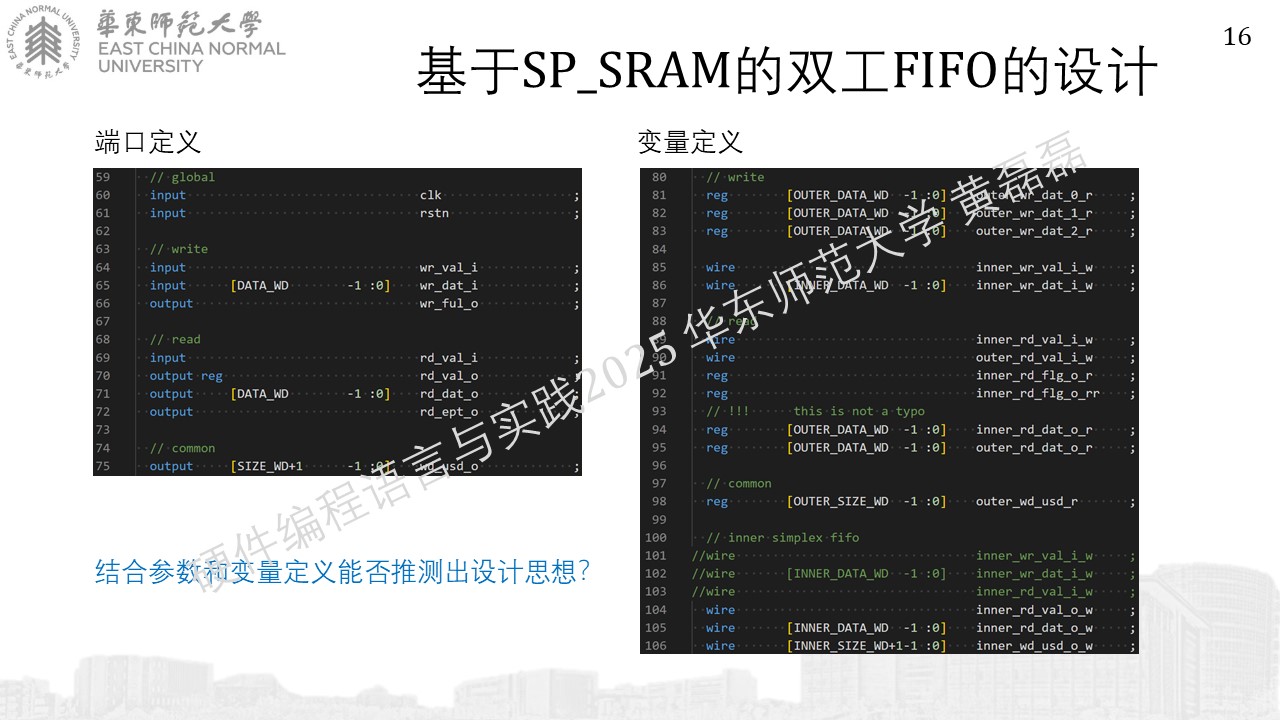 華東師范大學
EAST CHINA NORMAL
UNIVERSITY
EAST CHINA NORMAL UNIVERSITY
華東師范大學
16
基于SP_SRAM的双工FIFO的设计
端口定义
59 // global
60 input clk ;
61 input rstn ;
62
63 // write
64 input wr_val_i ;
65 input [DATA_WD -1 :0] wr_dat_i ;
66 output wr_ful_o ;
67
68 // read
69 input rd_val_i ;
70 output reg rd_val_o ;
71 output [DATA_WD -1 :0] rd_dat_o ;
72 output rd_ept_o ;
73
74 // common
75 output [SIZE_WD+1 -1 :0] wd_usd_o ;
结合参数和变量定义能否推测出设计思想？
变量定义
80 // write
81 reg [OUTER_DATA_WD -1 :0] outer_wr_dat_0_r ;
82 reg [OUTER_DATA_WD -1 :0] outer_wr_dat_1_r ;
83 reg [OUTER_DATA_WD -1 :0] outer_wr_dat_2_r ;
84
85 wire inner_wr_val_i_w ;
86 wire [INNER_DATA_WD -1 :0] inner_wr_dat_i_w ;
87
88 // read
89 wire inner_rd_val_i_w ;
90 wire outer_rd_val_i_w ;
91 reg inner_rd_flg_o_r ;
92 reg inner_rd_flg_o_rr ;
93 // !!! this is not a typo
94 reg [OUTER_DATA_WD -1 :0] inner_rd_dat_o_r ;
95 reg [OUTER_DATA_WD -1 :0] outer_rd_dat_o_r ;
96
97 // common
98 reg [OUTER_SIZE_WD -1 :0] outer_wd_usd_r ;
99
100 // inner simplex fifo
101 //wire inner_wr_val_i_w ;
102 //wire [INNER_DATA_WD -1 :0] inner_wr_dat_i_w ;
103 //wire inner_rd_val_i_w ;
104 wire inner_rd_val_o_w ;
105 wire [INNER_DATA_WD -1 :0] inner_rd_dat_o_w ;
106 wire [INNER_SIZE_WD+1-1 :0] inner_wd_usd_o_w ;
硬件编程语言与实践2025 华东师范大学 黄磊磊